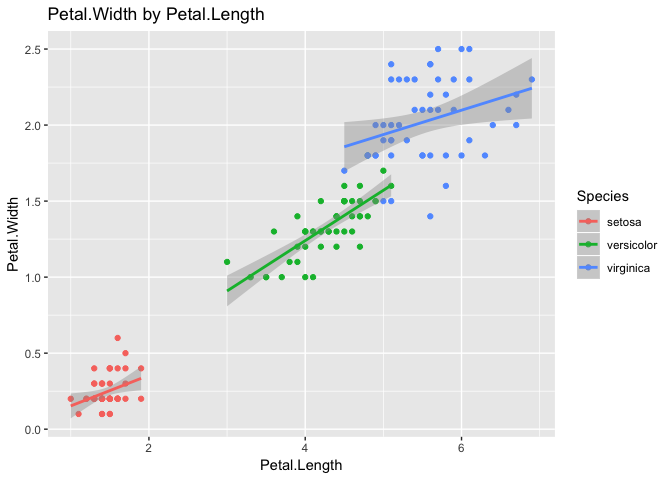 Petal.Width by Petal.Length
2.5
2.0
1.5
1.0
0.5
0.0
Petal.Width
2
4
6
Petal.Length
Species
setosa
versicolor
virginica